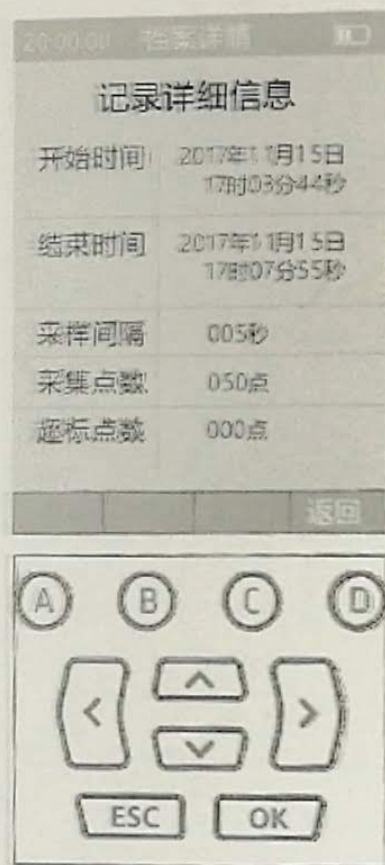 20:00:00 档案详情
记录详细信息
开始时间 2017年11月15日
17时03分44秒
结束时间 2017年11月15日
17时07分55秒
采样间隔 005秒
采集点数 050点
超标点数 000点
返回
A B C D
ESC OK